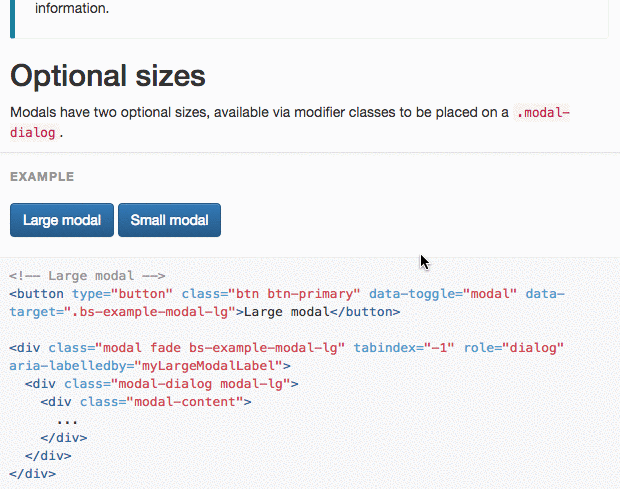 information.
Optional sizes
Modals have two optional sizes, available via modifier classes to be placed on a .modal-
dialog.
EXAMPLE
Large modal Small modal
<!-- Large modal -->
<button type="button" class="btn btn-primary" data-toggle="modal" data-
target=".bs-example-modal-lg">Large modal</button>
<div class="modal fade bs-example-modal-lg" tabindex="-1" role="dialog"
aria-labelledby="myLargeModalLabel">
<div class="modal-dialog modal-lg">
<div class="modal-content">
...
</div>
</div>
</div>